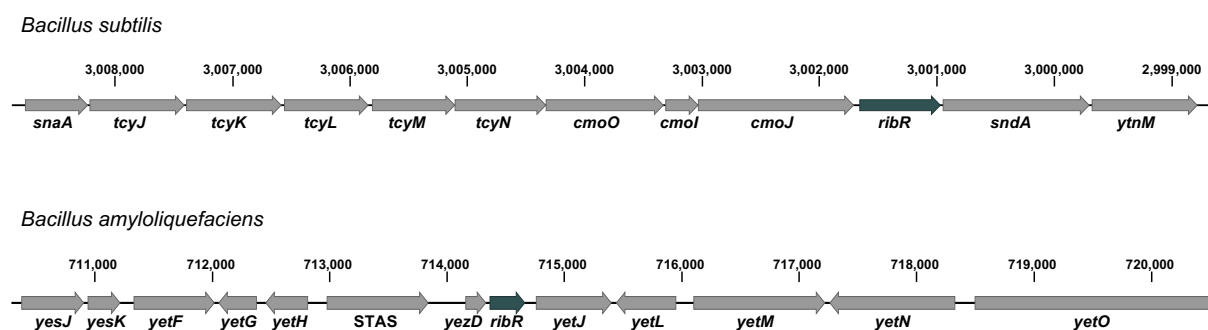 Bacillus subtilis
3,008,000 3,007,000 3,006,000 3,005,000 3,004,000 3,003,000 3,002,000 3,001,000 3,000,000 2,999,000
snaA tcyJ tcyK tcyL tcyM tcyN cmoO cmoI cmoJ ribR sndA ytnM
Bacillus amyloliquefaciens
711,000 712,000 713,000 714,000 715,000 716,000 717,000 718,000 719,000 720,000
yesJ yesK yetF yetG yetH STAS yezD ribR yetJ yetL yetM yetN yetO